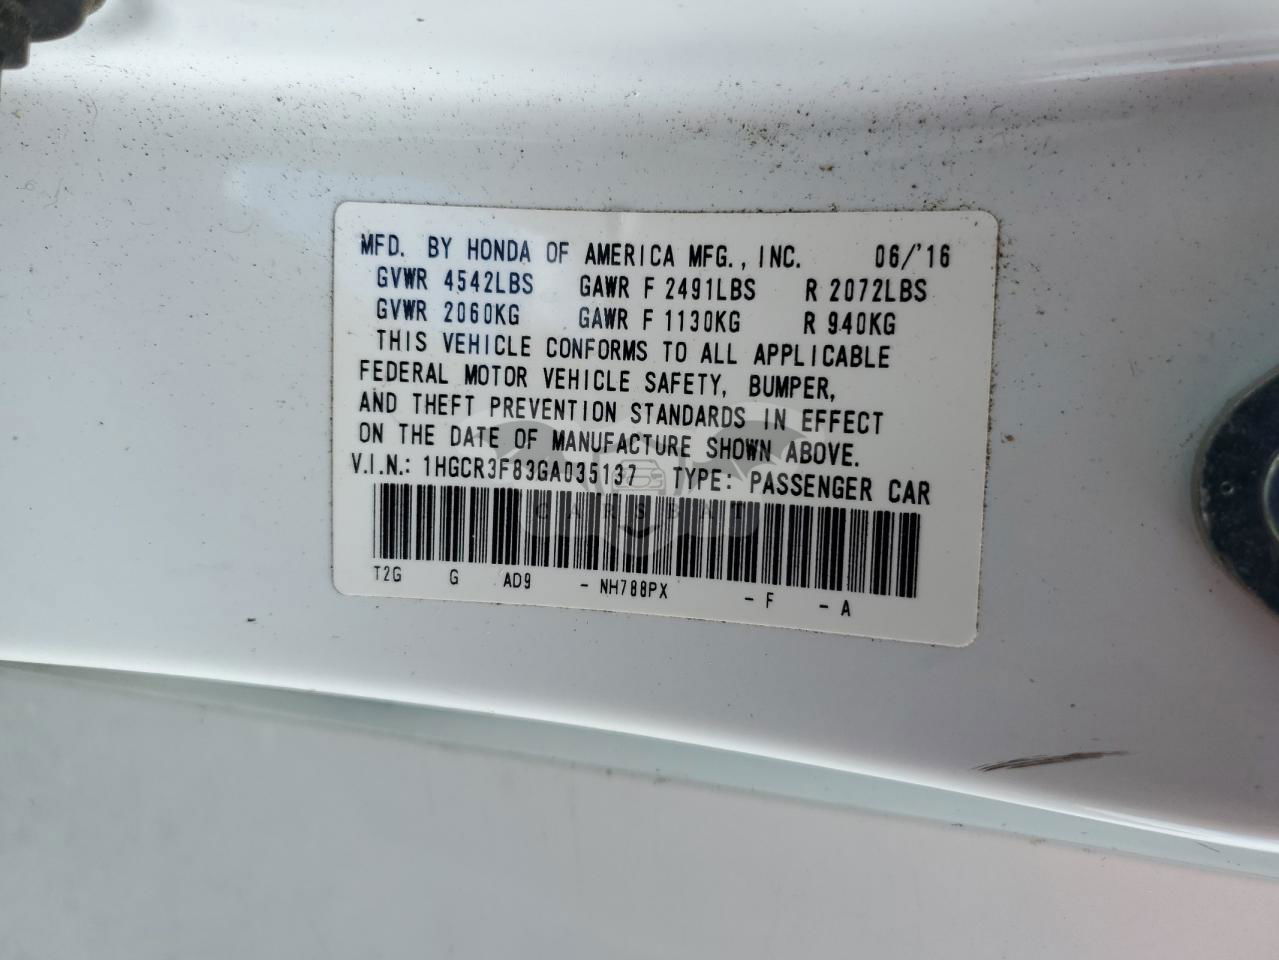 MFD. BY HONDA OF AMERICA MFG., INC. 06/'16
GVWR 4542LBS GAWR F 2491LBS R 2072LBS
GVWR 2060KG GAWR F 1130KG R 940KG
THIS VEHICLE CONFORMS TO ALL APPLICABLE
FEDERAL MOTOR VEHICLE SAFETY, BUMPER,
AND THEFT PREVENTION STANDARDS IN EFFECT
ON THE DATE OF MANUFACTURE SHOWN ABOVE.
V.I.N.: 1HGCR3F83GA035137 TYPE: PASSENGER CAR
CARSBAT
T2G G AD9 - NH788PX - F - A